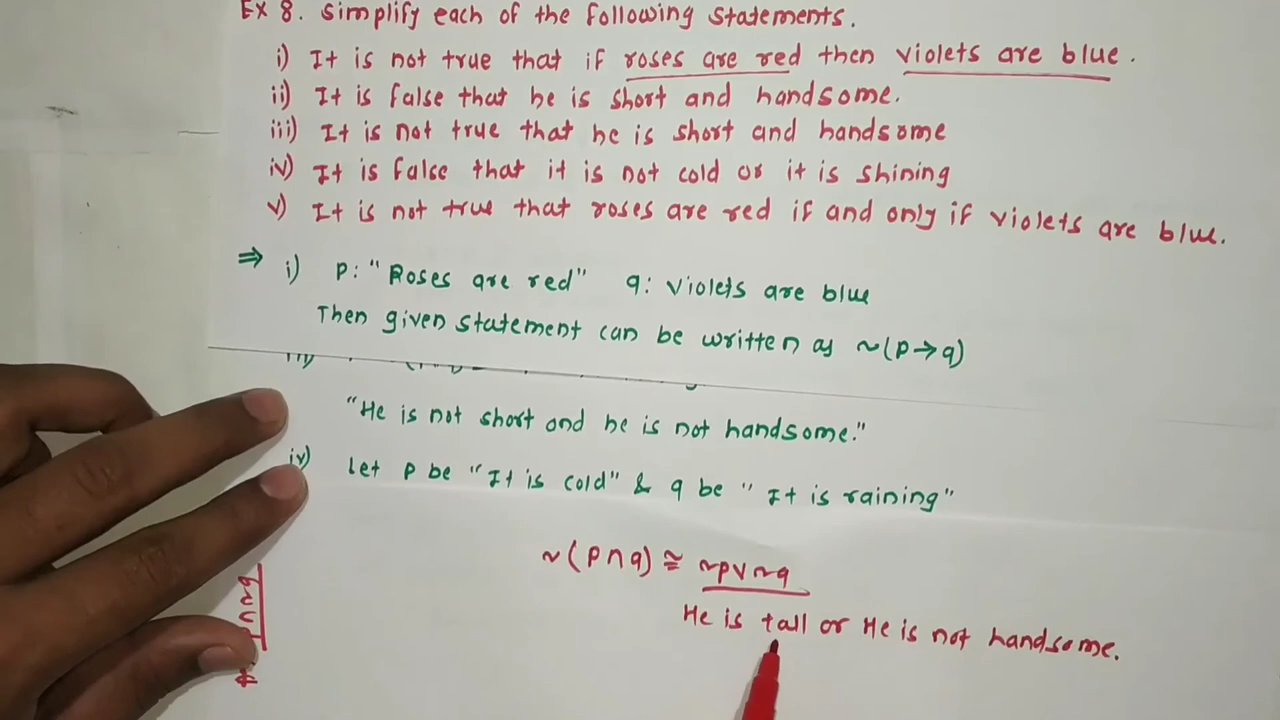 Ex 8. Simplify each of the following statements.
i) It is not true that if roses are red then violets are blue.
ii) It is false that he is short and handsome.
iii) It is not true that he is short and handsome
iv) It is false that it is not cold or it is shining
v) It is not true that roses are red if and only if violets are blue.
⇒ i) p: "Roses are red" q: violets are blue
Then given statement can be written as ~(p→q)
"He is not short and he is not handsome."
iv) Let p be "It is cold" & q be "It is raining"
~(p∩q) ≅ ~p∨~q
He is tall or He is not handsome.